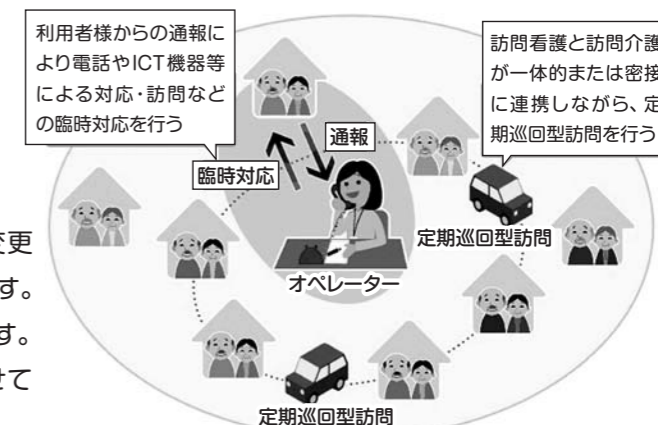 利用者様からの通報に
より電話やICT機器等
による対応・訪問など
の臨時対応を行う
訪問看護と訪問介護
が一体的または密接
に連携しながら、定
期巡回型訪問を行う
通報
臨時対応
定期巡回型訪問
オペレーター
変更
す。
す。
せて
定期巡回型訪問